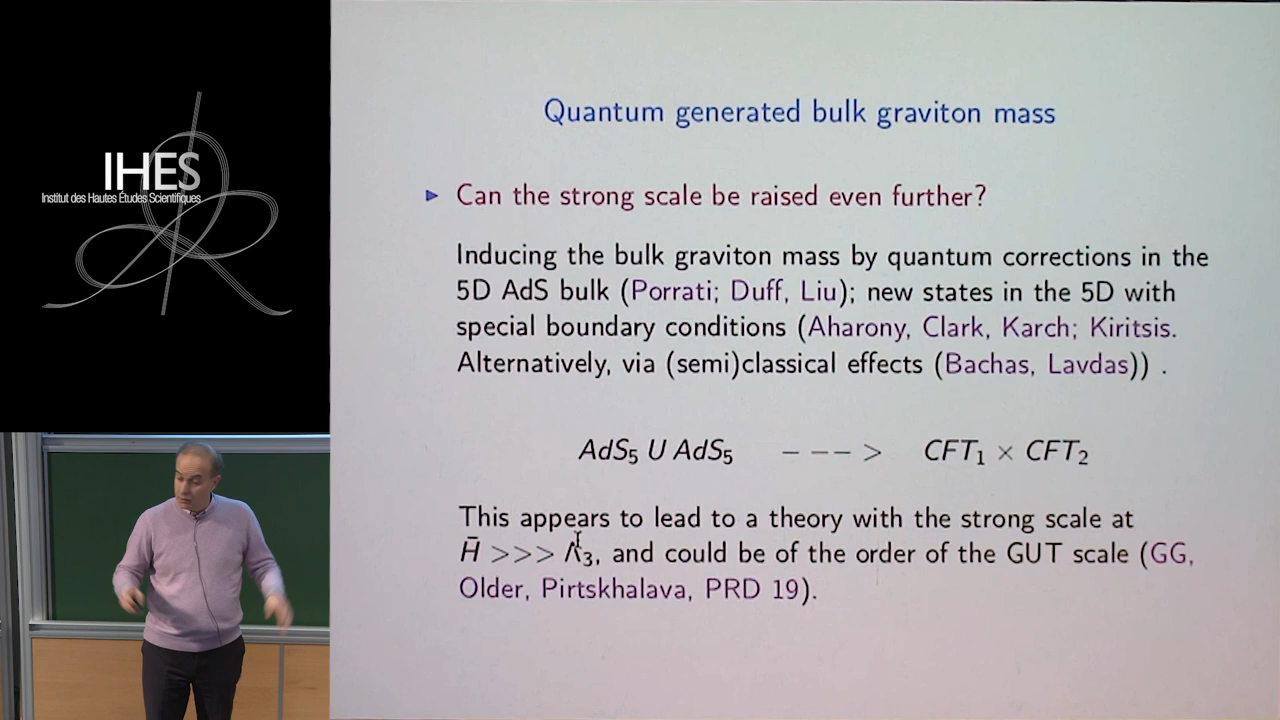 IHES
Institut des Hautes Études Scientifiques
Quantum generated bulk graviton mass
Can the strong scale be raised even further?
Inducing the bulk graviton mass by quantum corrections in the
5D AdS bulk (Porrati; Duff, Liu); new states in the 5D with
special boundary conditions (Aharony, Clark, Karch; Kiritsis.
Alternatively, via (semi)classical effects (Bachas, Lavdas)) .
AdS₅ U AdS₅ − − − > CFT₁ × CFT₂
This appears to lead to a theory with the strong scale at
H̄ >>> Λ₃, and could be of the order of the GUT scale (GG,
Older, Pirtskhalava, PRD 19).